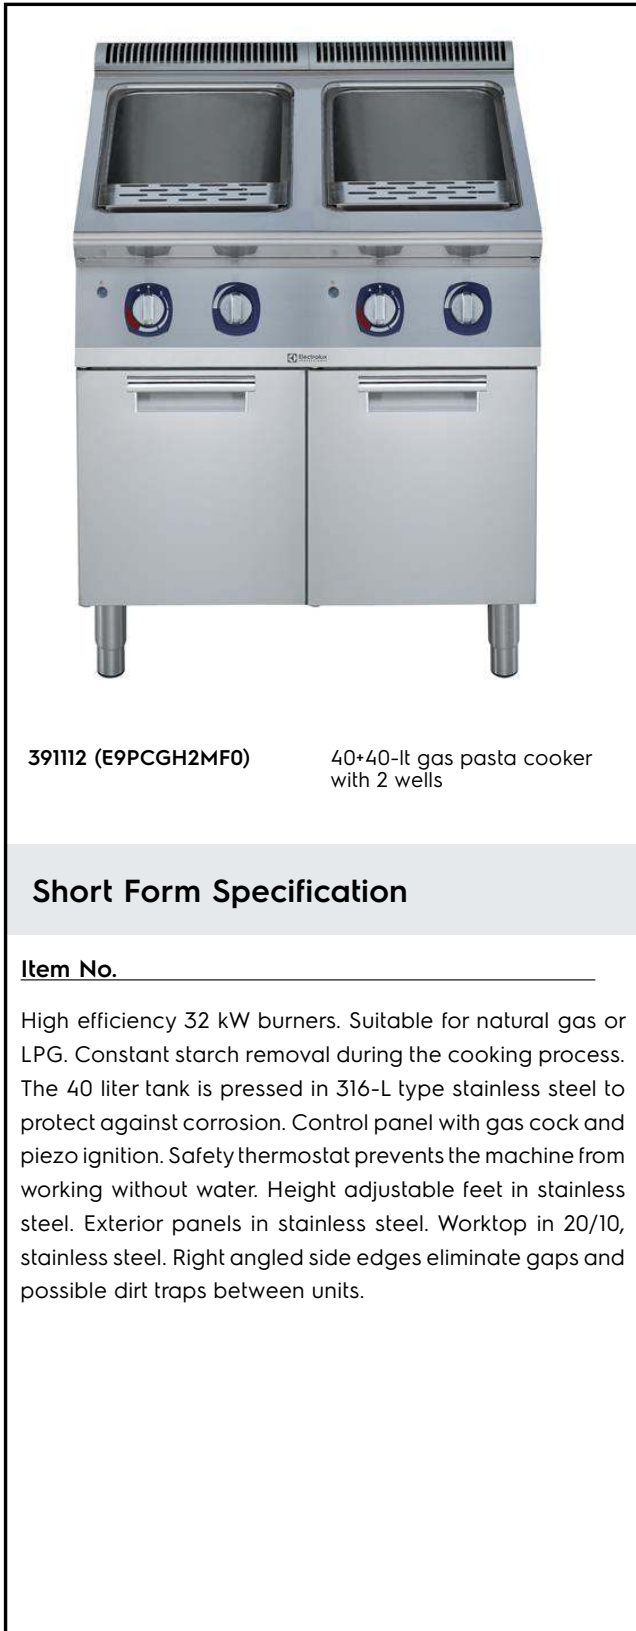 Electrolux
391112 (E9PCGH2MF0)
40+40-lt gas pasta cooker
with 2 wells
Short Form Specification
Item No.
High efficiency 32 kW burners. Suitable for natural gas or
LPG. Constant starch removal during the cooking process.
The 40 liter tank is pressed in 316-L type stainless steel to
protect against corrosion. Control panel with gas cock and
piezo ignition. Safety thermostat prevents the machine from
working without water. Height adjustable feet in stainless
steel. Exterior panels in stainless steel. Worktop in 20/10,
stainless steel. Right angled side edges eliminate gaps and
possible dirt traps between units.